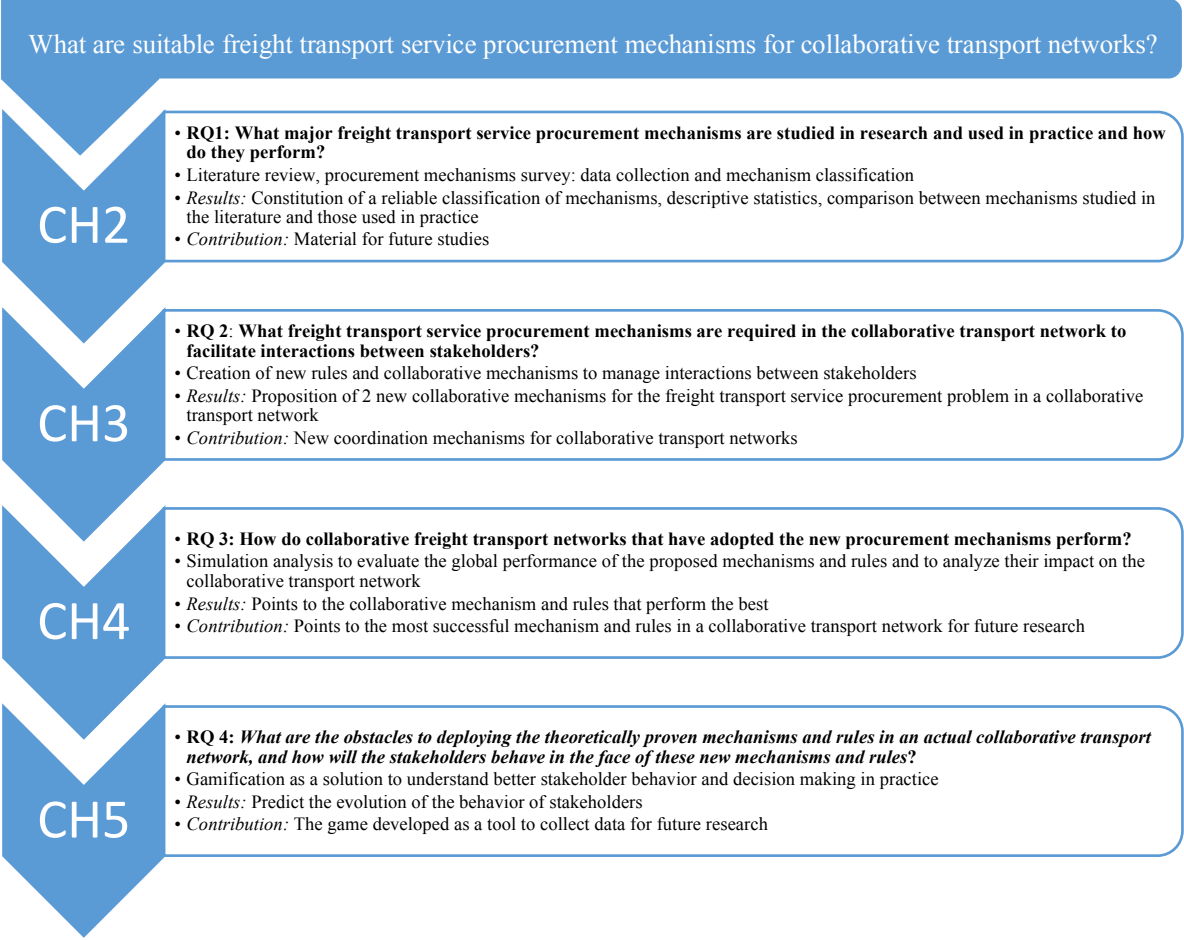 What are suitable freight transport service procurement mechanisms for collaborative transport networks?
CH2
• RQ1: What major freight transport service procurement mechanisms are studied in research and used in practice and how
do they perform?
• Literature review, procurement mechanisms survey: data collection and mechanism classification
• Results: Constitution of a reliable classification of mechanisms, descriptive statistics, comparison between mechanisms studied in
the literature and those used in practice
• Contribution: Material for future studies
CH3
• RQ 2: What freight transport service procurement mechanisms are required in the collaborative transport network to
facilitate interactions between stakeholders?
• Creation of new rules and collaborative mechanisms to manage interactions between stakeholders
• Results: Proposition of 2 new collaborative mechanisms for the freight transport service procurement problem in a collaborative
transport network
• Contribution: New coordination mechanisms for collaborative transport networks
CH4
• RQ 3: How do collaborative freight transport networks that have adopted the new procurement mechanisms perform?
• Simulation analysis to evaluate the global performance of the proposed mechanisms and rules and to analyze their impact on the
collaborative transport network
• Results: Points to the collaborative mechanism and rules that perform the best
• Contribution: Points to the most successful mechanism and rules in a collaborative transport network for future research
CH5
• RQ 4: What are the obstacles to deploying the theoretically proven mechanisms and rules in an actual collaborative transport
network, and how will the stakeholders behave in the face of these new mechanisms and rules?
• Gamification as a solution to understand better stakeholder behavior and decision making in practice
• Results: Predict the evolution of the behavior of stakeholders
• Contribution: The game developed as a tool to collect data for future research